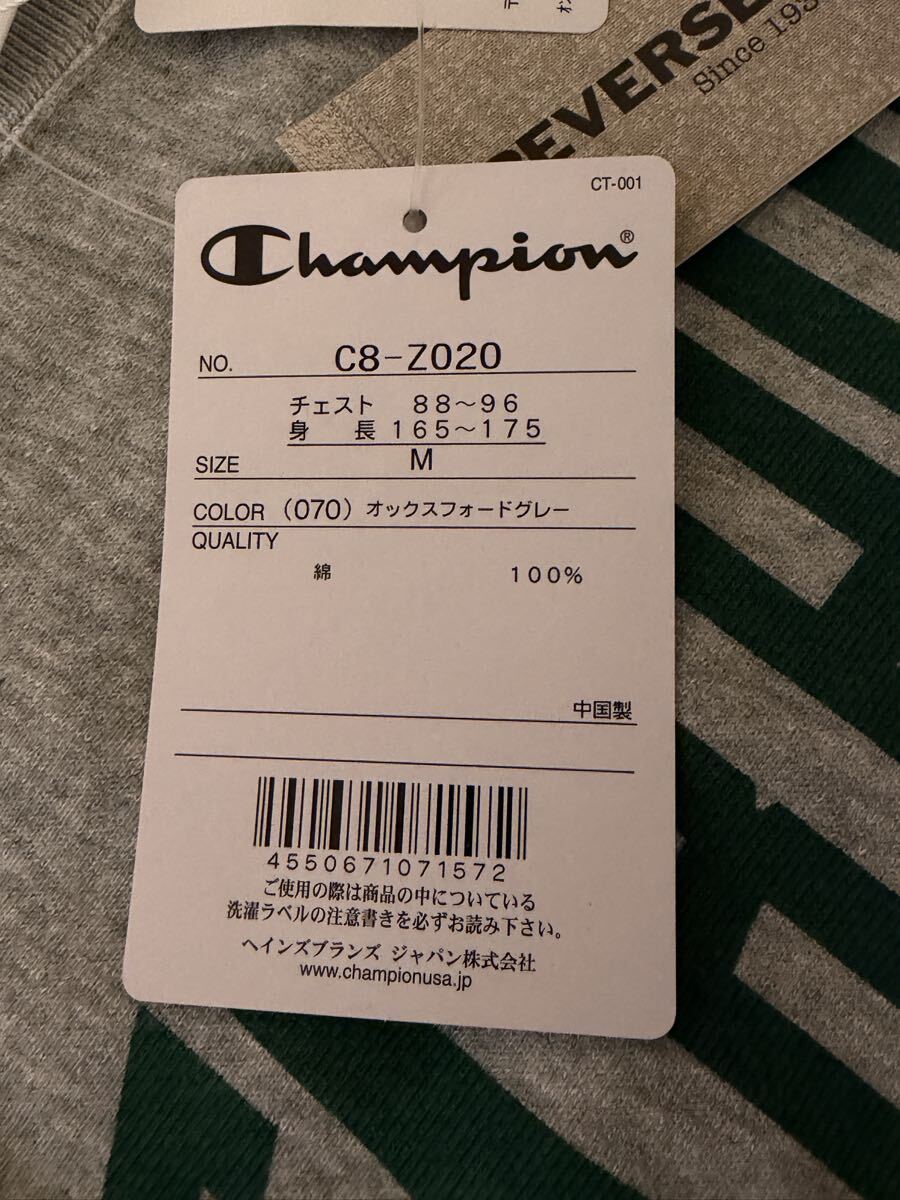 REVERSE
Since 193
CT-001
Champion®
NO. C8-Z020
チェスト 88～96
身 長 165～175
SIZE M
COLOR (070) オックスフォードグレー
QUALITY
綿 100%
中国製
4550671071572
ご使用の際は商品の中についている
洗濯ラベルの注意書きを必ずお読み下さい。
ヘインズブランズ ジャパン株式会社
www.championusa.jp